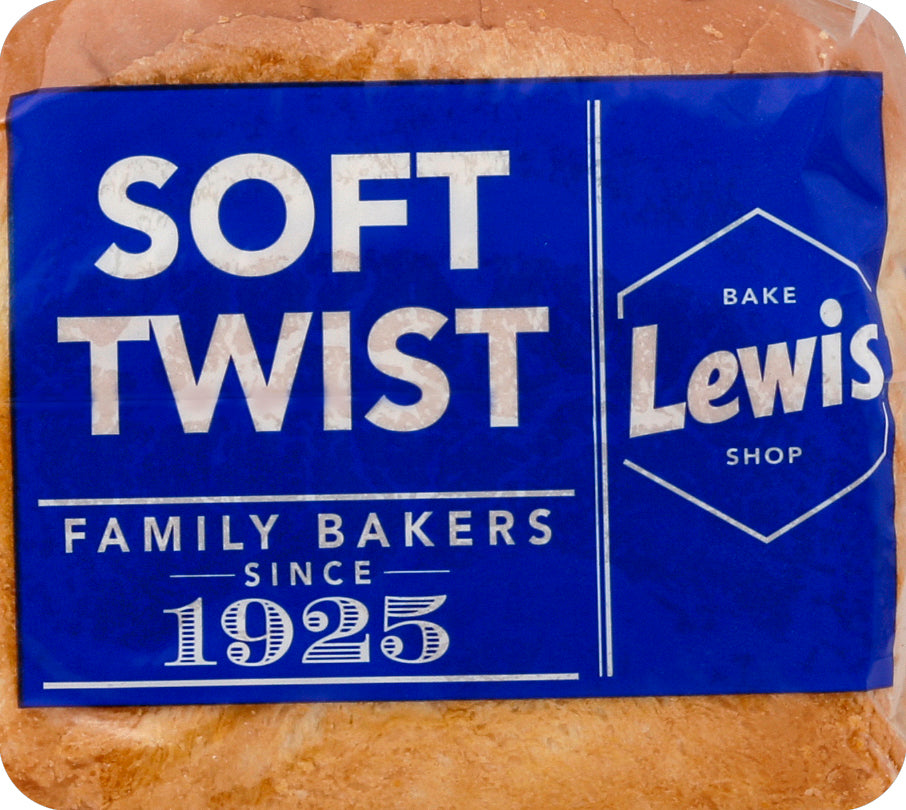 SOFT
TWIST
FAMILY BAKERS
SINCE
1925
BAKE
Lewis
SHOP